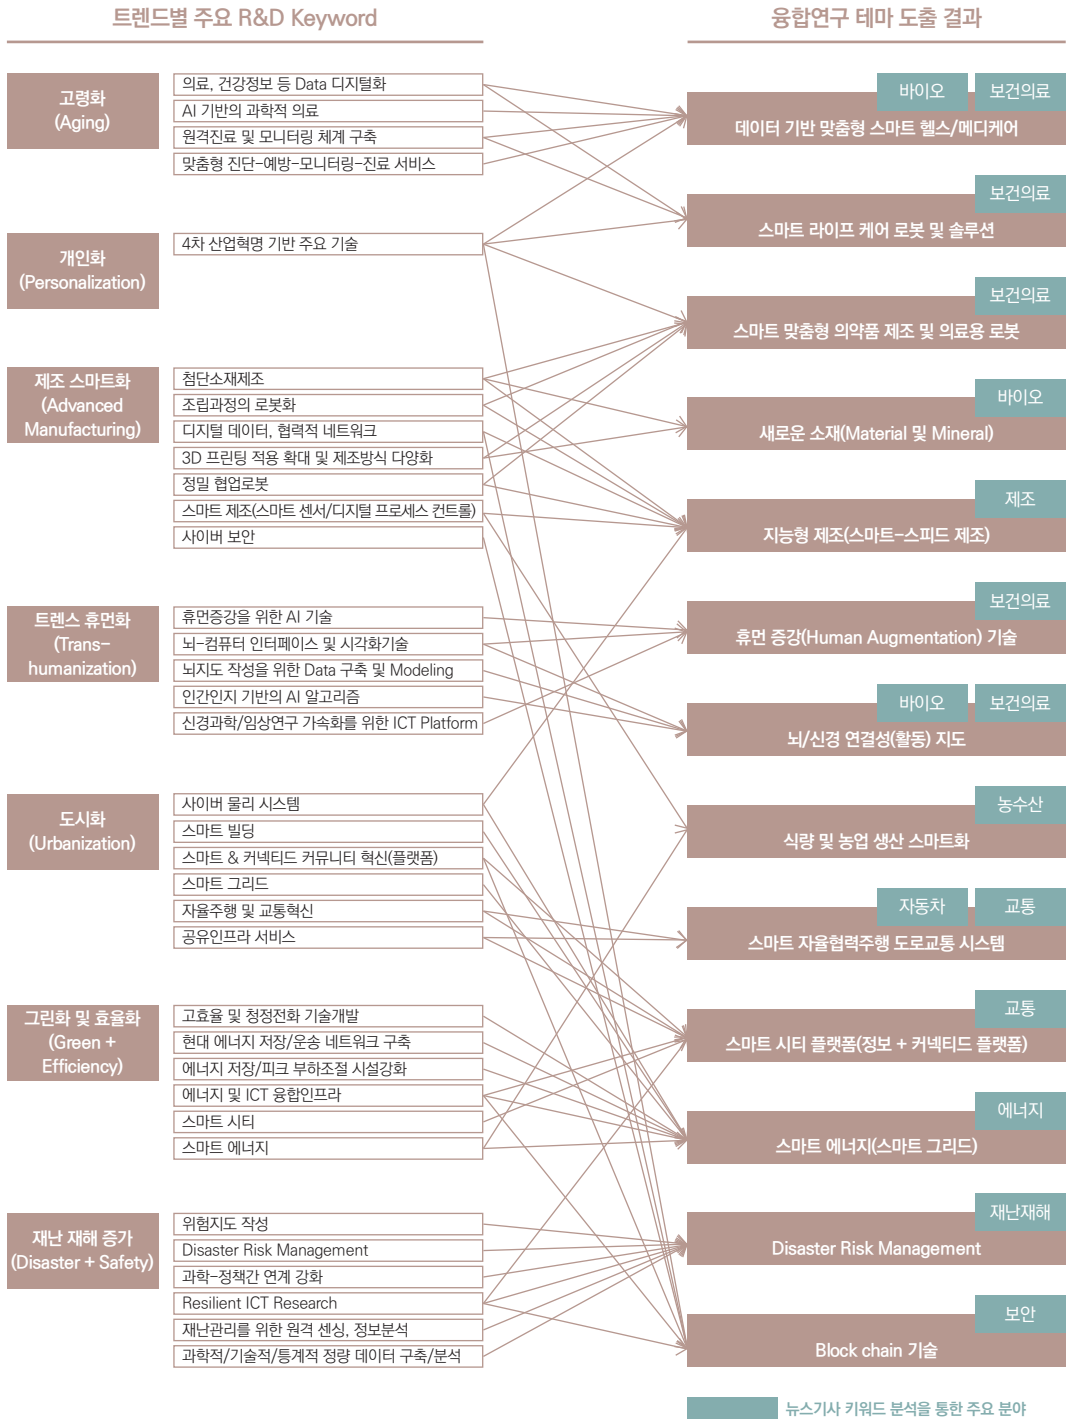 트렌드별 주요 R&D Keyword
고령화
(Aging)
의료, 건강정보 등 Data 디지털화
AI 기반의 과학적 의료
원격진료 및 모니터링 체계 구축
맞춤형 진단-예방-모니터링-진료 서비스
개인화
(Personalization)
4차 산업혁명 기반 주요 기술
제조 스마트화
(Advanced
Manufacturing)
첨단소재제조
조립과정의 로봇화
디지털 데이터, 협력적 네트워크
3D 프린팅 적용 확대 및 제조방식 다양화
정밀 협업로봇
스마트 제조(스마트 센서/디지털 프로세스 컨트롤)
사이버 보안
트렌스 휴먼화
(Trans-
humanization)
휴먼증강을 위한 AI 기술
뇌-컴퓨터 인터페이스 및 시각화기술
뇌지도 작성을 위한 Data 구축 및 Modeling
인간인지 기반의 AI 알고리즘
신경과학/임상연구 가속화를 위한 ICT Platform
도시화
(Urbanization)
사이버 물리 시스템
스마트 빌딩
스마트 & 커넥티드 커뮤니티 혁신(플랫폼)
스마트 그리드
자율주행 및 교통혁신
공유인프라 서비스
그린화 및 효율화
(Green +
Efficiency)
고효율 및 청정전화 기술개발
현대 에너지 저장/운송 네트워크 구축
에너지 저장/피크 부하조절 시설강화
에너지 및 ICT 융합인프라
스마트 시티
스마트 에너지
재난 재해 증가
(Disaster + Safety)
위험지도 작성
Disaster Risk Management
과학-정책간 연계 강화
Resilient ICT Research
재난관리를 위한 원격 센싱, 정보분석
과학적/기술적/통계적 정량 데이터 구축/분석
융합연구 테마 도출 결과
바이오 보건의료
데이터 기반 맞춤형 스마트 헬스/메디케어
보건의료
스마트 라이프 케어 로봇 및 솔루션
보건의료
스마트 맞춤형 의약품 제조 및 의료용 로봇
바이오
새로운 소재(Material 및 Mineral)
제조
지능형 제조(스마트-스피드 제조)
보건의료
휴먼 증강(Human Augmentation) 기술
바이오 보건의료
뇌/신경 연결성(활동) 지도
농수산
식량 및 농업 생산 스마트화
자동차 교통
스마트 자율협력주행 도로교통 시스템
교통
스마트 시티 플랫폼(정보 + 커넥티드 플랫폼)
에너지
스마트 에너지(스마트 그리드)
재난재해
Disaster Risk Management
보안
Block chain 기술
뉴스기사 키워드 분석을 통한 주요 분야